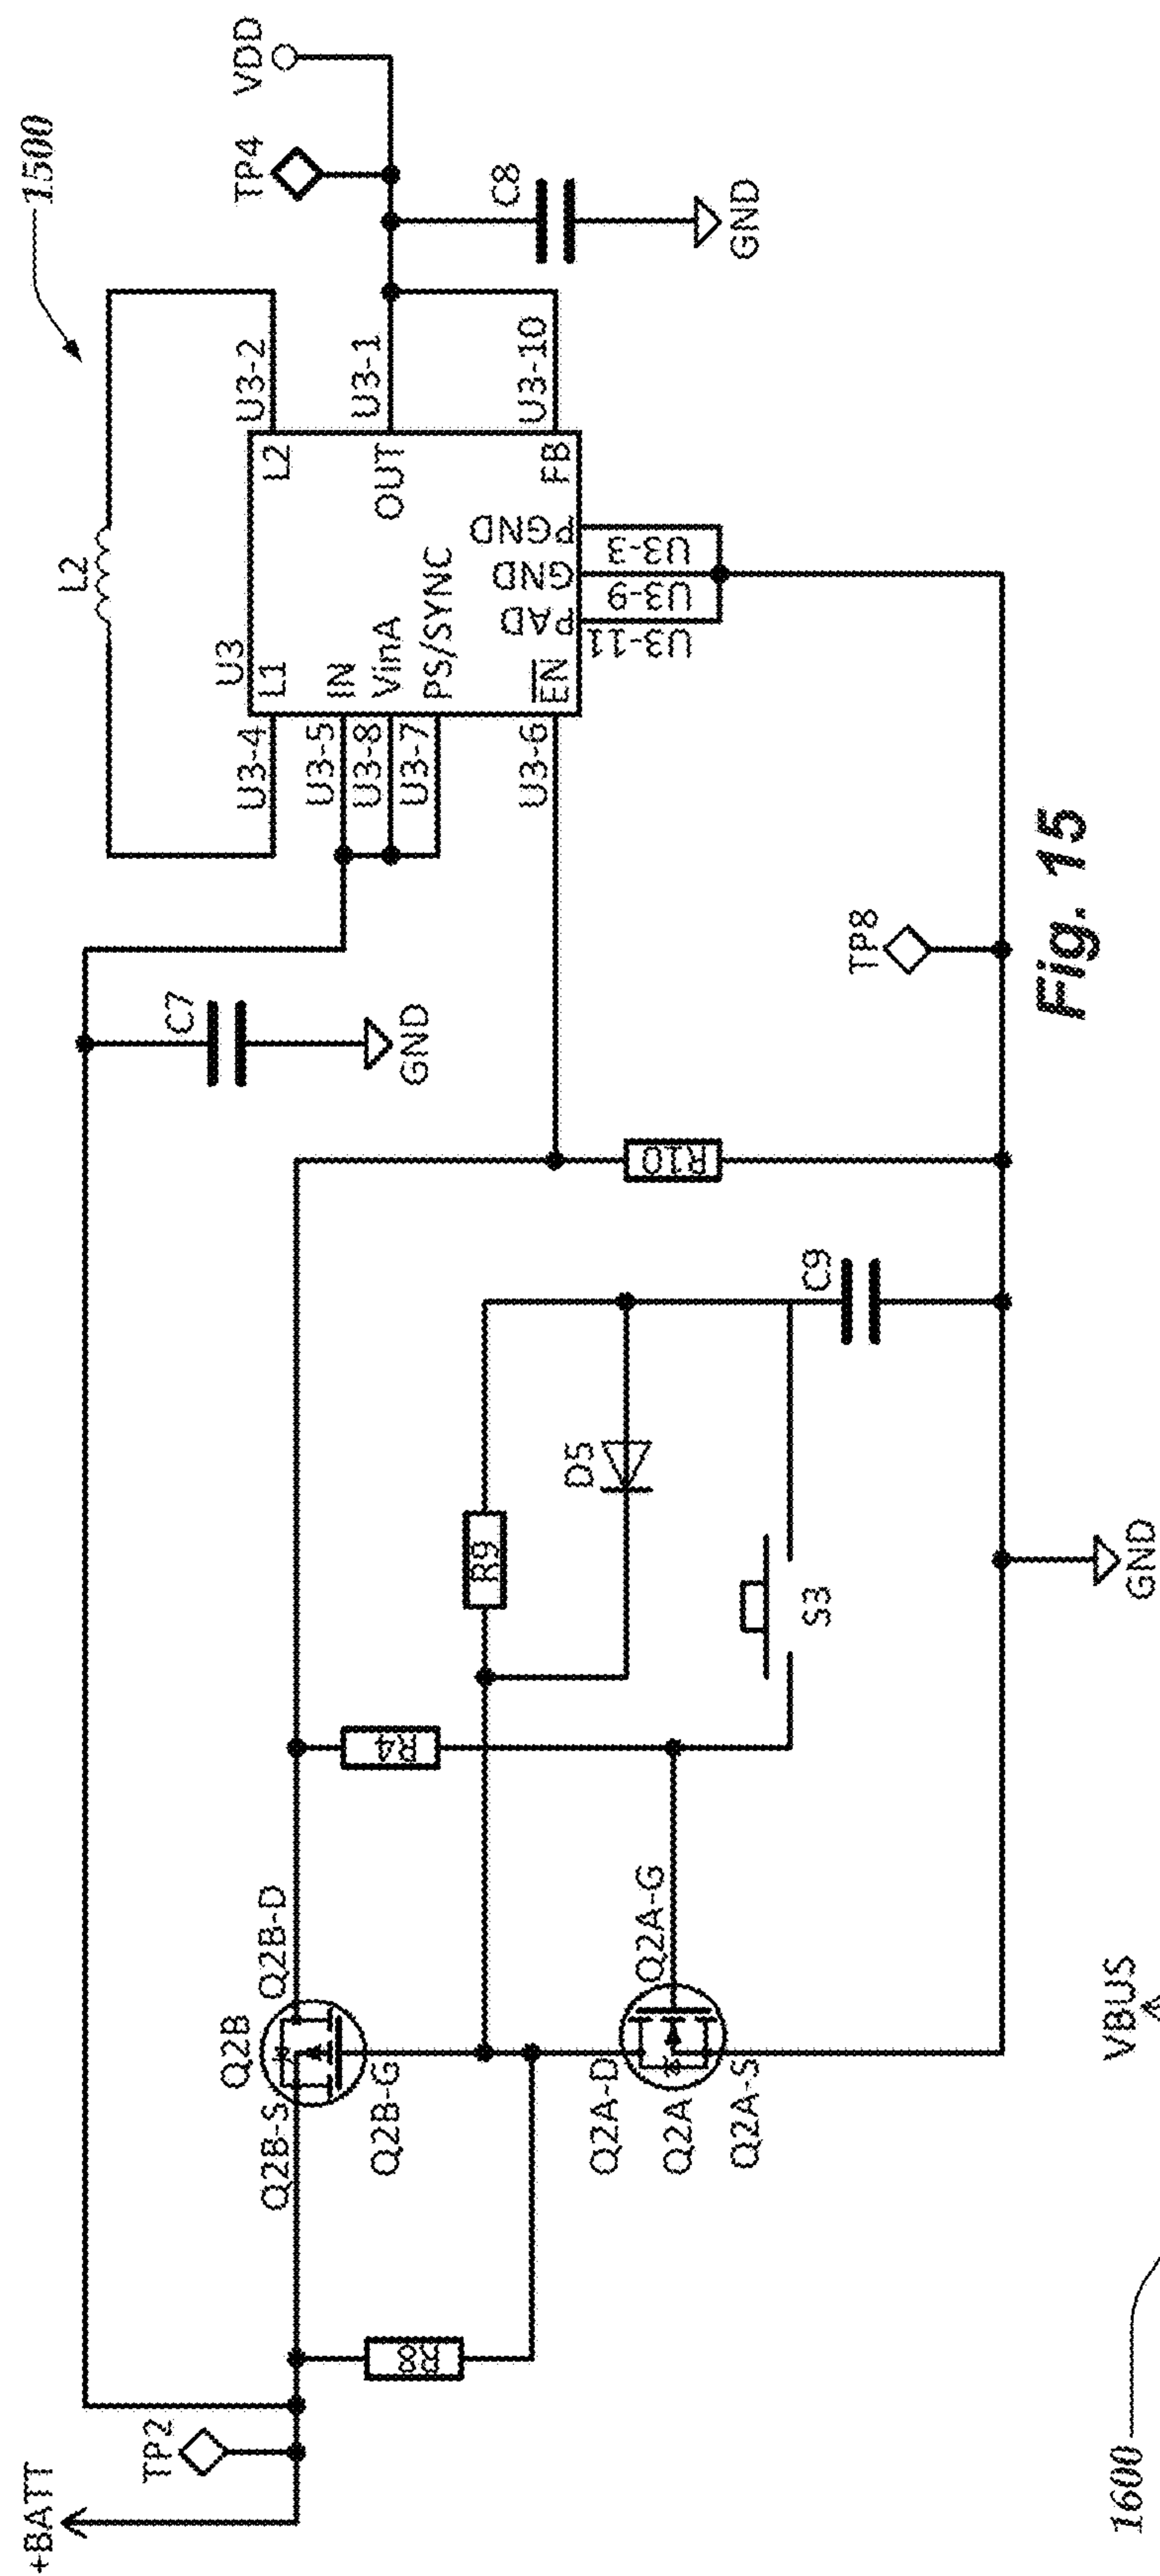 1500
+BATT
TP2
R8
Q2B-S
Q2B
Q2B-D
Q2B-G
Q2A-D
Q2A
Q2A-S
Q2A-G
R4
R9
D5
S3
C9
R10
C7
GND
GND
TP8
L2
U3
U3-4
U3-5
U3-8
U3-7
U3-6
L1
IN
VinA
PS/SYNC
EN
L2
OUT
FB
PAD
GND
PGND
U3-11
U3-9
U3-3
U3-2
U3-1
U3-10
C8
GND
TP4
VDD
Fig. 15
1600
VBUS